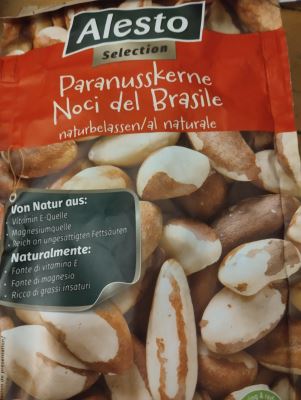 Alesto
Selection
Paranusskerne
Noci del Brasile
naturbelassen/al naturale
Von Natur aus:
• Vitamin E-Quelle
• Magnesiumquelle
• Reich an ungesättigten Fettsäuren
Naturalmente:
• Fonte di vitamina E
• Fonte di magnesio
• Ricco di grassi insaturi